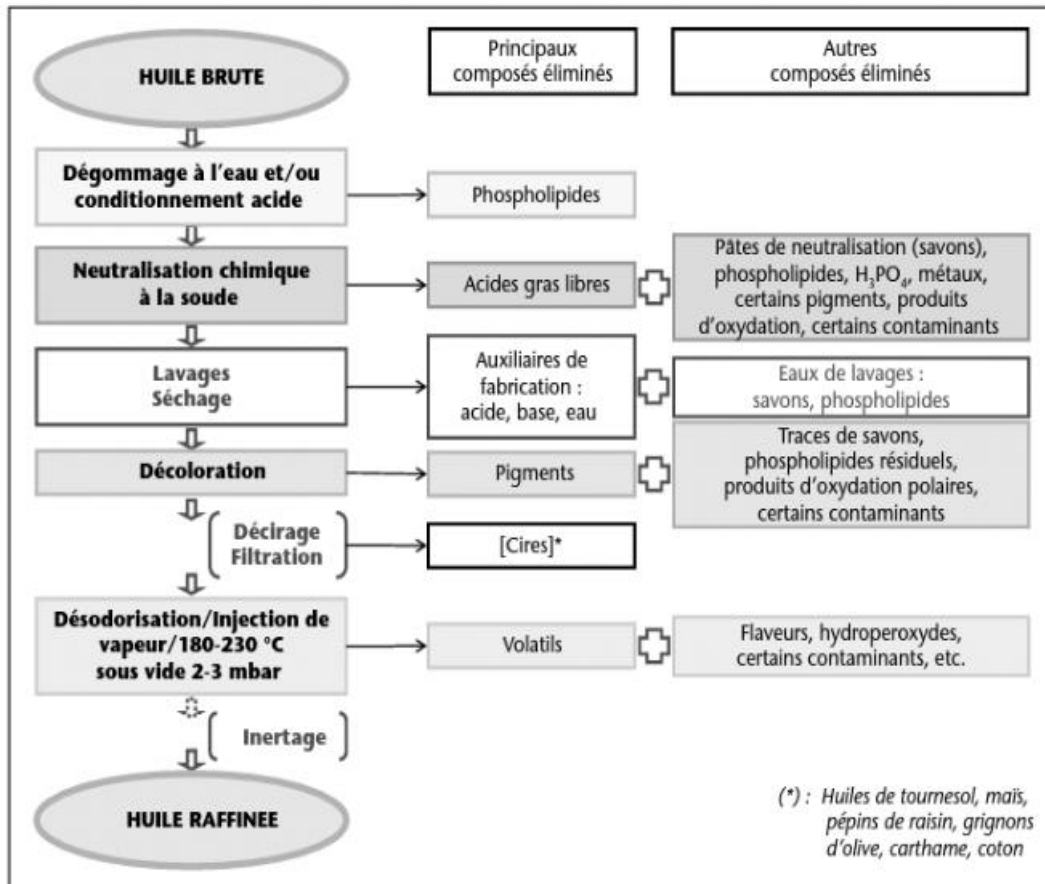 HUILE BRUTE
Principaux
composés éliminés
Autres
composés éliminés
Dégommage à l'eau et/ou
conditionnement acide
Phospholipides
Neutralisation chimique
à la soude
Acides gras libres
Pâtes de neutralisation (savons),
phospholipides, H₃PO₄, métaux,
certains pigments, produits
d'oxydation, certains contaminants
Lavages
Séchage
Auxiliaires de
fabrication :
acide, base, eau
Eaux de lavages :
savons, phospholipides
Décoloration
Pigments
Traces de savons,
phospholipides résiduels,
produits d'oxydation polaires,
certains contaminants
Décirage
Filtration
[Cires]*
Désodorisation/Injection de
vapeur/180-230 °C
sous vide 2-3 mbar
Volatils
Flaveurs, hydroperoxydes,
certains contaminants, etc.
Inertage
HUILE RAFFINEE
(*) : Huiles de tournesol, maïs,
pépins de raisin, grignons
d'olive, carthame, coton